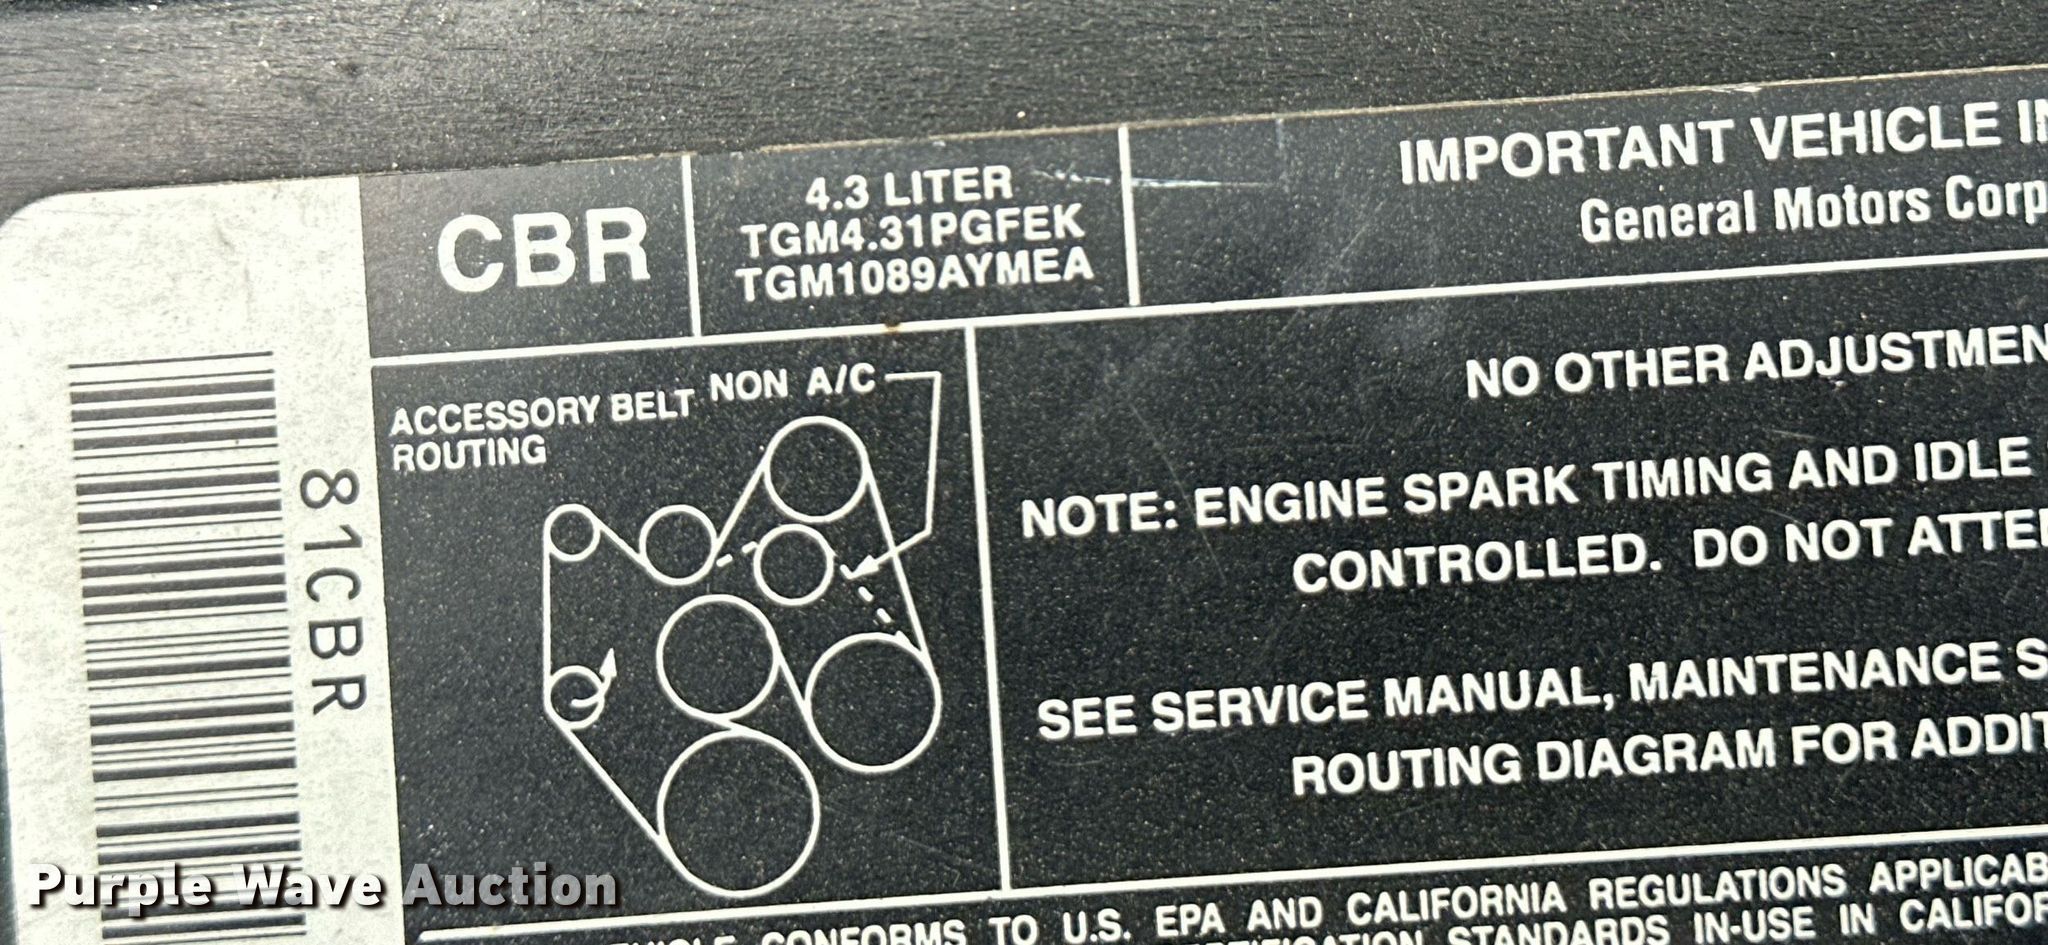 CBR
4.3 LITER
TGM4.31PGFEK
TGM1089AYMEA
IMPORTANT VEHICLE
General Motors Corp
ACCESSORY BELT
ROUTING
NON A/C
81CBR
NO OTHER ADJUSTMEN
NOTE: ENGINE SPARK TIMING AND IDLE
CONTROLLED. DO NOT ATTE
SEE SERVICE MANUAL, MAINTENANCE S
ROUTING DIAGRAM FOR ADDIT
CONFORMS TO U.S. EPA AND CALIFORNIA REGULATIONS APPLICAB
STANDARDS IN-USE IN CALIFOR
Purple Wave Auction